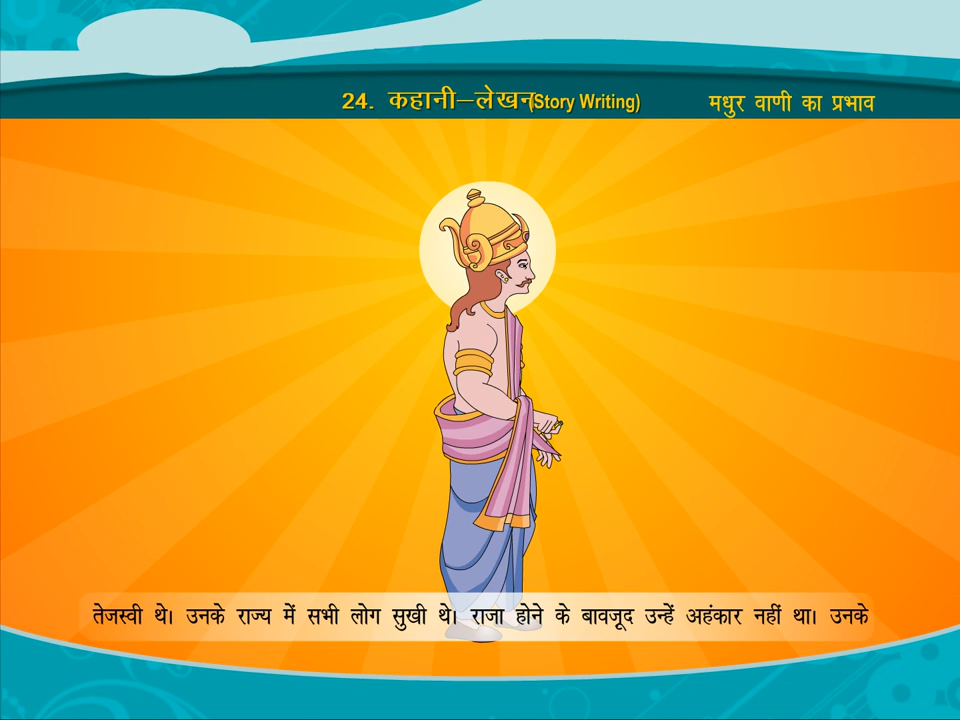 24. कहानी–लेखन(Story Writing) मधुर वाणी का प्रभाव
तेजस्वी थे। उनके राज्य में सभी लोग सुखी थे। राजा होने के बावजूद उन्हें अहंकार नहीं था। उनके